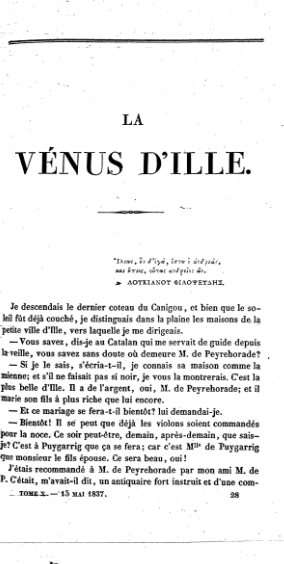 LA
VÉNUS D'ILLE.
ΛΟΥΚΙΑΝΟΥ ΦΙΛΟΨΕΥΔΗΣ.
Je descendais le dernier coteau du Canigou, et bien que le so-
leil fût déjà couché, je distinguais dans la plaine les maisons de la
petite ville d'Ille, vers laquelle je me dirigeais.
— Vous savez, dis-je au Catalan qui me servait de guide depuis
la veille, vous savez sans doute où demeure M. de Peyrehorade?
— Si je le sais, s'écria-t-il, je connais sa maison comme la
mienne; et s'il ne faisait pas si noir, je vous la montrerais. C'est la
plus belle d'Ille. Il a de l'argent, oui, M. de Peyrehorade; et il
marie son fils à plus riche que lui encore.
— Et ce mariage se fera-t-il bientôt? lui demandai-je.
— Bientôt! Il se peut que déjà les violons soient commandés
pour la noce. Ce soir peut-être, demain, après-demain, que sais-
je? C'est à Puygarrig que ça se fera; car c'est Mlle de Puygarrig
que monsieur le fils épouse. Ce sera beau, oui!
J'étais recommandé à M. de Peyrehorade par mon ami M. de
P. C'était, m'avait-il dit, un antiquaire fort instruit et d'une com-
TOME X. — 15 MAI 1837. 28